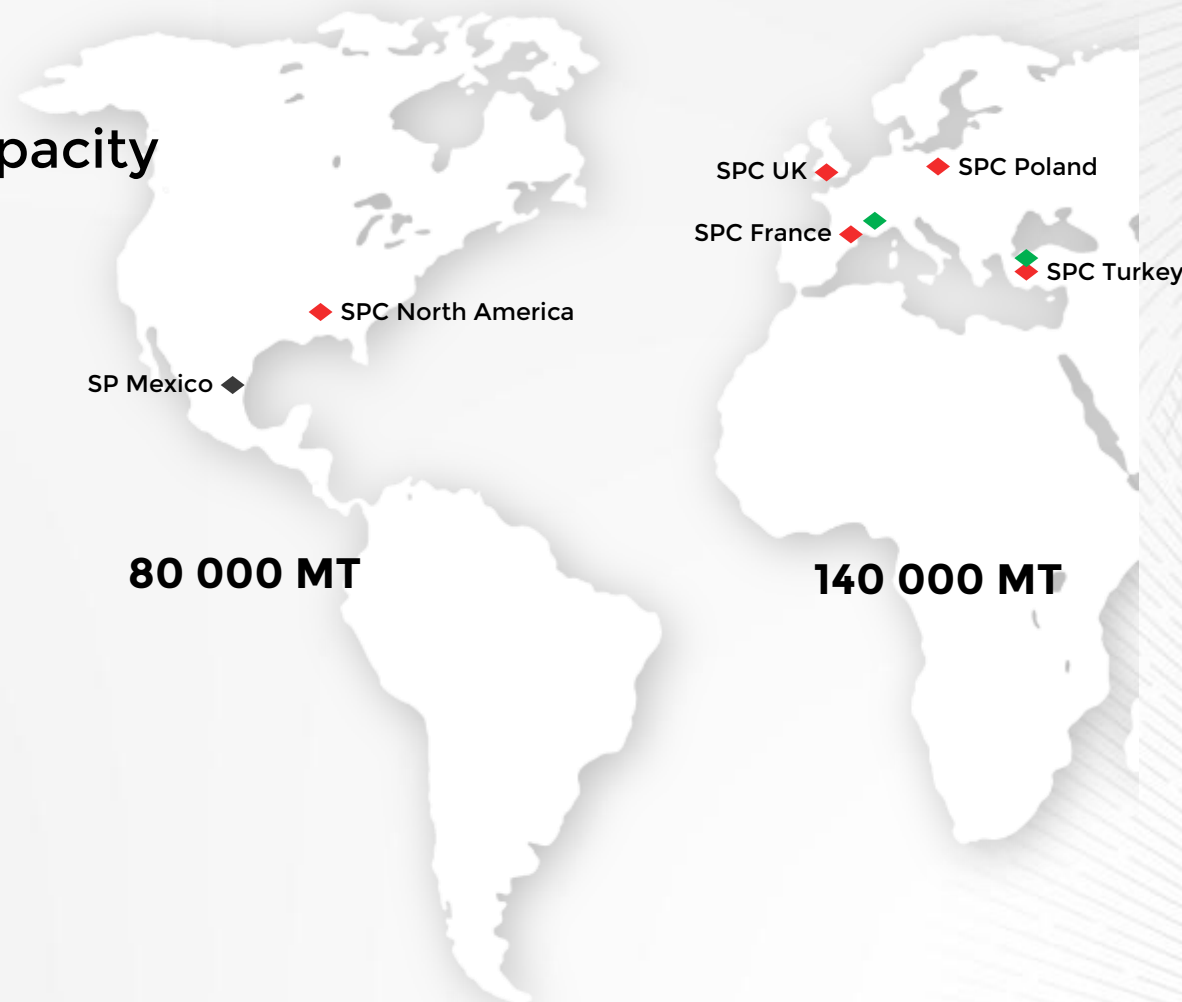 pacity
SPC UK
SPC Poland
SPC France
SPC Turkey
SPC North America
SP Mexico
80 000 MT
140 000 MT